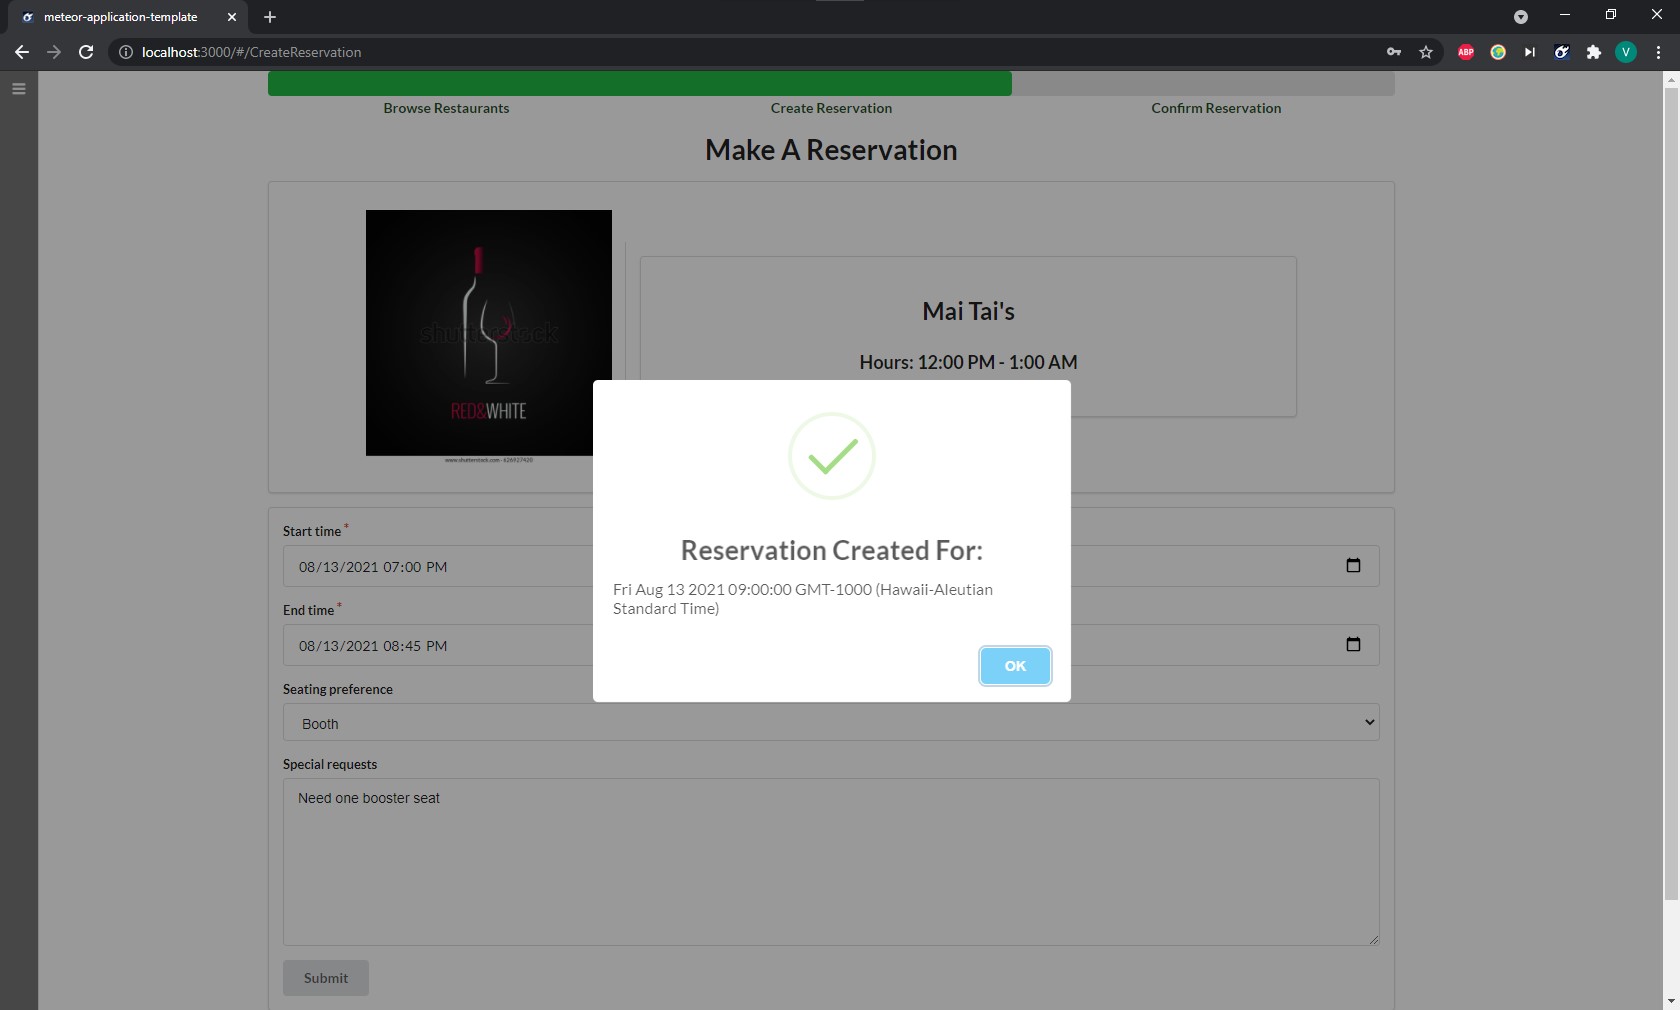 meteor-application-template
localhost:3000/#/CreateReservation
ABP
V
Browse Restaurants
Create Reservation
Confirm Reservation
Make A Reservation
shutterstock
RED&WHITE
www.shutterstock.com · 626927420
Mai Tai's
Hours: 12:00 PM - 1:00 AM
Reservation Created For:
Fri Aug 13 2021 09:00:00 GMT-1000 (Hawaii-Aleutian
Standard Time)
OK
Start time *
08/13/2021 07:00 PM
End time *
08/13/2021 08:45 PM
Seating preference
Booth
Special requests
Need one booster seat
Submit